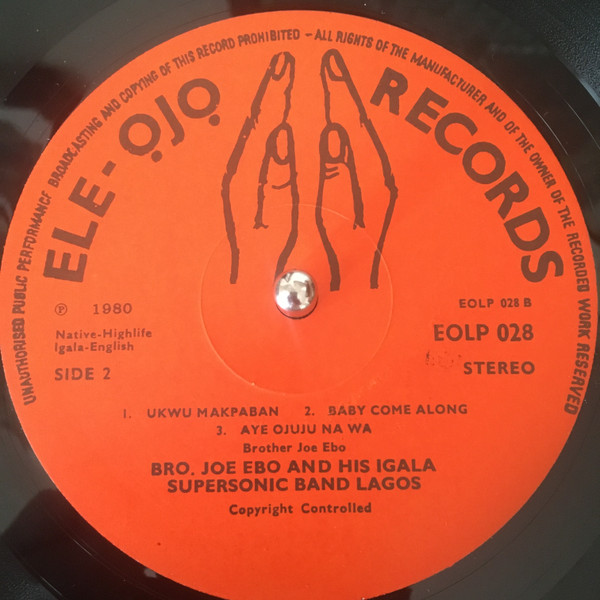 UNAUTHORISED PUBLIC PERFORMANCE BROADCASTING AND COPYING OF THIS RECORD PROHIBITED – ALL RIGHTS OF THE MANUFACTURER AND OF THE OWNER OF THE RECORDED WORK RESERVED
ELE-ỌJỌ RECORDS
Ⓟ 1980
EOLP 028 B
Native-Highlife
EOLP 028
Igala-English
SIDE 2
STEREO
1. UKWU MAKPABAN 2. BABY COME ALONG
3. AYE OJUJU NA WA
Brother Joe Ebo
BRO. JOE EBO AND HIS IGALA
SUPERSONIC BAND LAGOS
Copyright Controlled